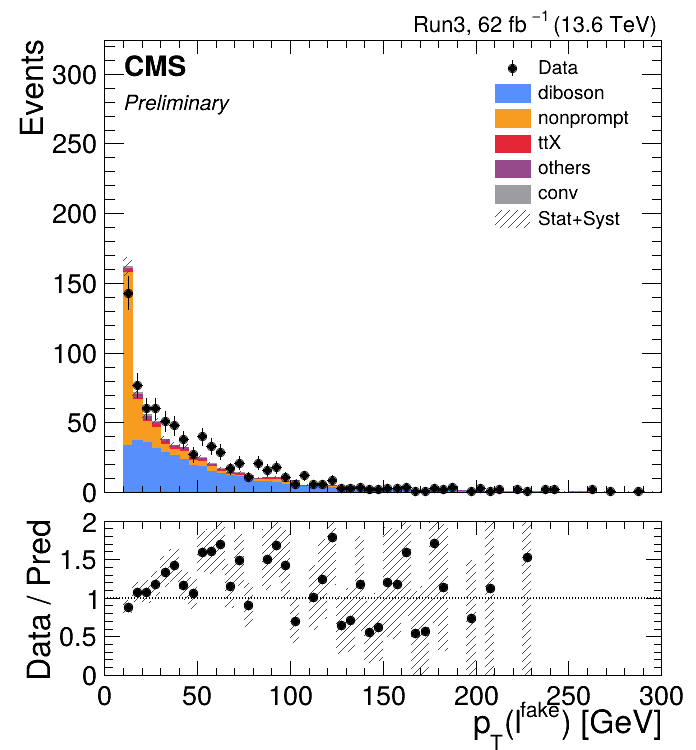 Run3, 62 fb⁻¹ (13.6 TeV)
CMS
Preliminary
Data
diboson
nonprompt
ttX
others
conv
Stat+Syst
Events
300
250
200
150
100
50
0
Data / Pred
2
1.5
1
0.5
0
0 50 100 150 200 250 300
p_T(l^fake) [GeV]